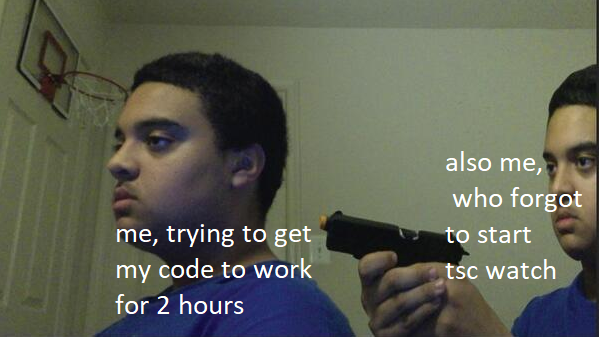 me, trying to get
my code to work
for 2 hours
also me,
who forgot
to start
tsc watch